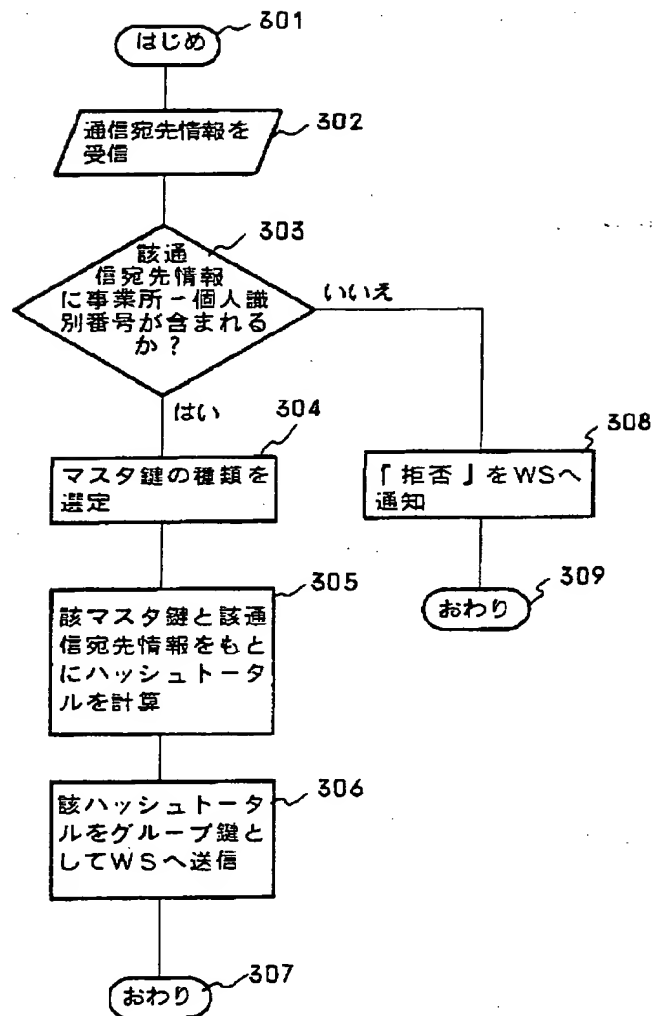 301
はじめ
302
通信宛先情報を
受信
303
該通
信宛先情報
に事業所－個人識
別番号が含まれる
か？
いいえ
はい
304
マスタ鍵の種類を
選定
308
「拒否」をWSへ
通知
305
該マスタ鍵と該通
信宛先情報をもと
にハッシュトータ
ルを計算
309
おわり
306
該ハッシュトータ
ルをグループ鍵と
してWSへ送信
307
おわり